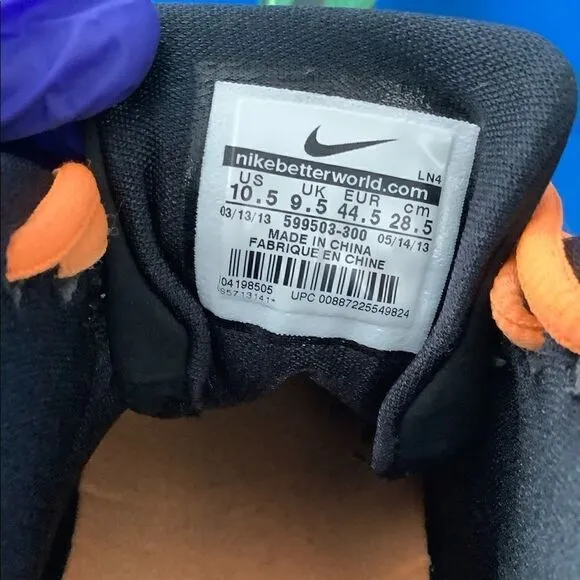 nikebetterworld.com LN4
US UK EUR cm
10.5 9.5 44.5 28.5
03/13/13 599503-300 05/14/13
MADE IN CHINA
FABRIQUE EN CHINE
04198505 UPC 00887225549824